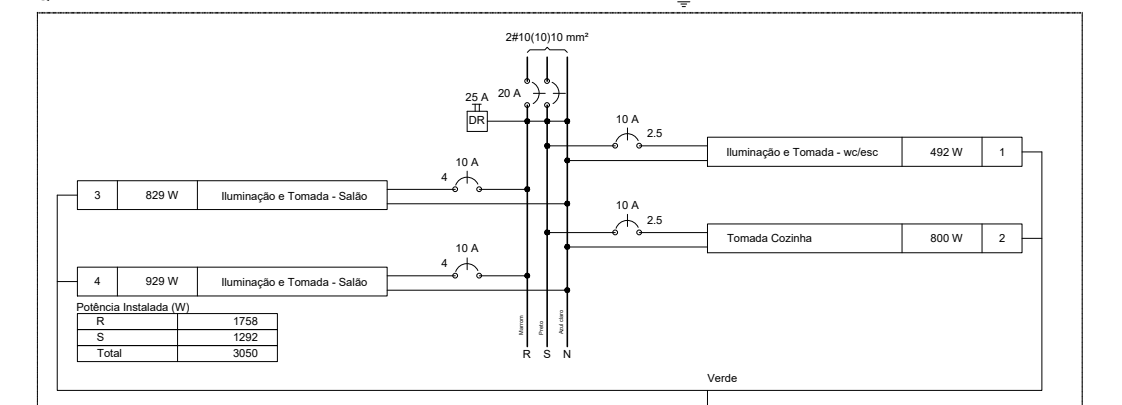 2#10(10)10 mm²
25 A
20 A
DR
10 A
2.5
Iluminação e Tomada - wc/esc 492 W 1
10 A
4
3 829 W Iluminação e Tomada - Salão
10 A
2.5
Tomada Cozinha 800 W 2
10 A
4
4 929 W Iluminação e Tomada - Salão
Potência Instalada (W)
R 1758
S 1292
Total 3050
Marrom
Preto
Azul claro
R S N
Verde